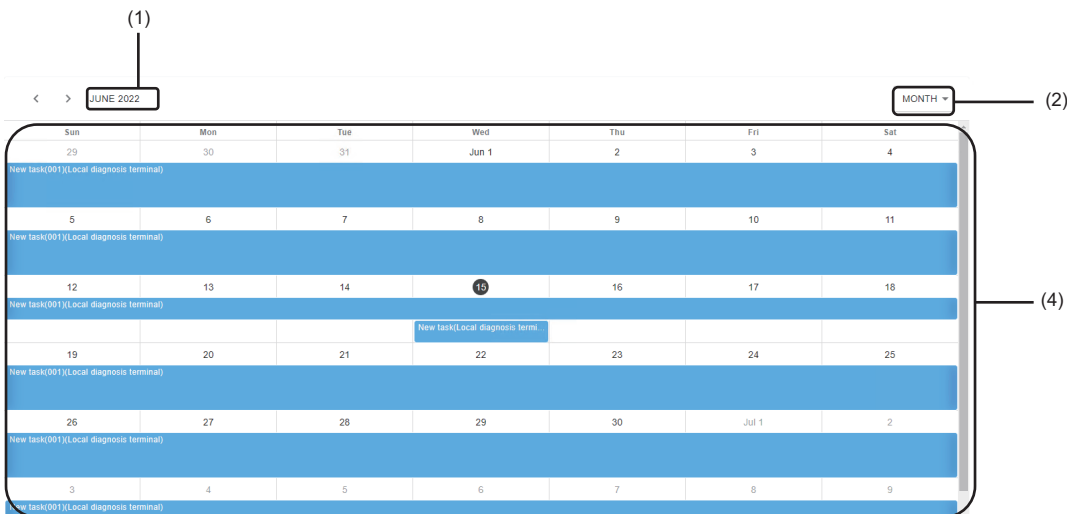 (1)
JUNE 2022
MONTH
(2)
Sun Mon Tue Wed Thu Fri Sat
29 30 31 Jun 1 2 3 4
New task(001)(Local diagnosis terminal)
5 6 7 8 9 10 11
New task(001)(Local diagnosis terminal)
12 13 14 15 16 17 18
New task(001)(Local diagnosis terminal)
(4)
New task(Local diagnosis termi...
19 20 21 22 23 24 25
New task(001)(Local diagnosis terminal)
26 27 28 29 30 Jul 1 2
New task(001)(Local diagnosis terminal)
3 4 5 6 7 8 9
New task(001)(Local diagnosis terminal)